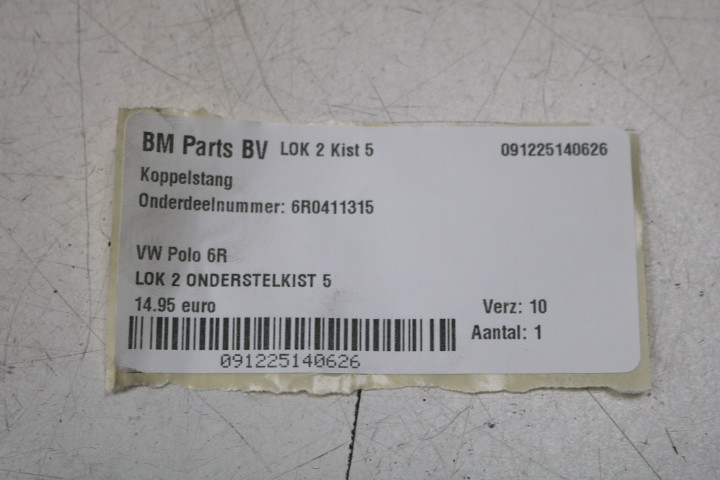 BM Parts BV LOK 2 Kist 5 091225140626
Koppelstang
Onderdeelnummer: 6R0411315
VW Polo 6R
LOK 2 ONDERSTELKIST 5
14.95 euro Verz: 10
Aantal: 1
091225140626